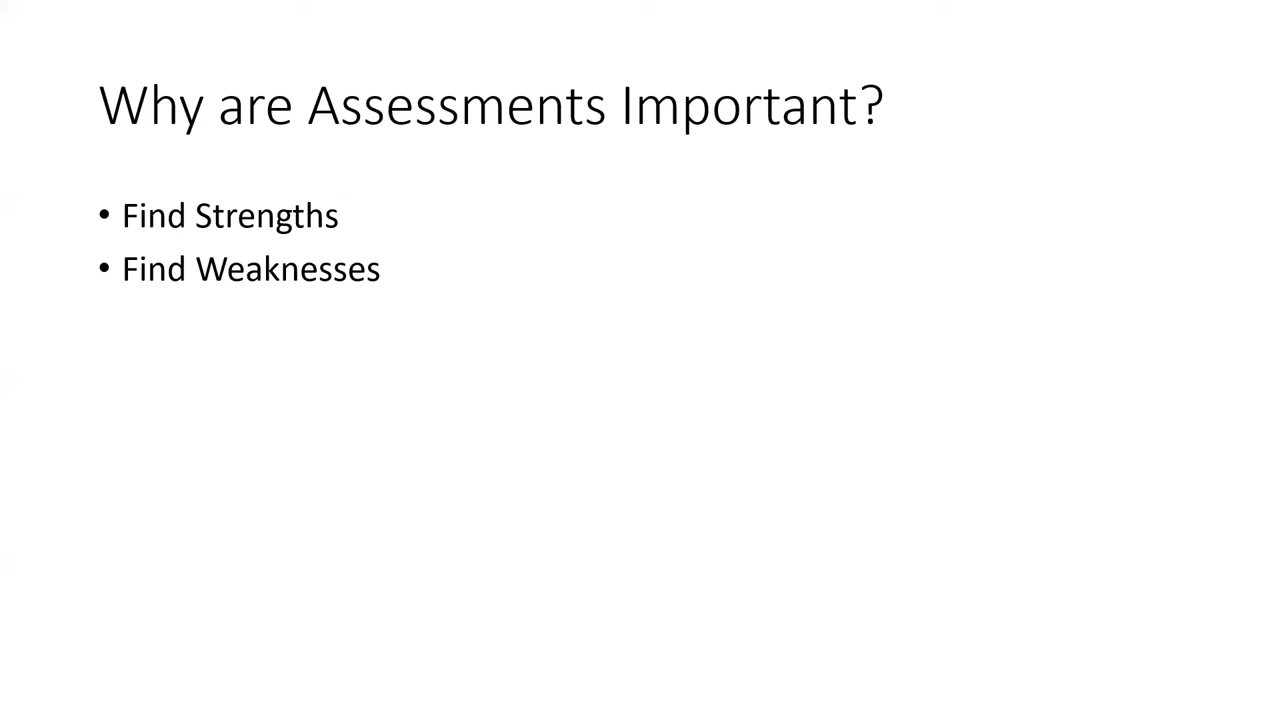 Why are Assessments Important?
• Find Strengths
• Find Weaknesses